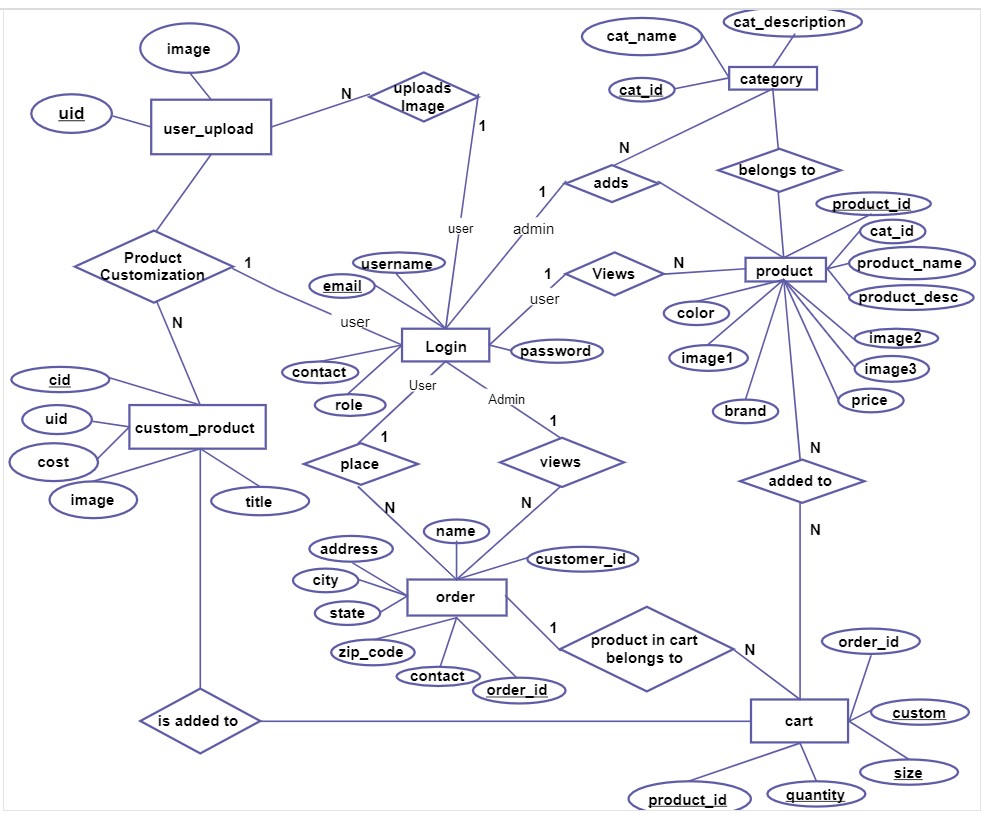 cat_description
cat_name
image
category
uploads
Image
N
cat_id
uid
1
user_upload
N
belongs to
adds
1
product_id
user
admin
cat_id
Product
Customization
1
username
email
1
Views
N
product
product_name
product_desc
user
color
N
user
image2
Login
password
image1
contact
image3
cid
User
Admin
role
brand
price
uid
custom_product
1
1
cost
place
views
N
added to
image
title
N
N
N
name
address
customer_id
city
order
state
1
product in cart
belongs to
N
order_id
zip_code
contact
order_id
is added to
cart
custom
size
product_id
quantity